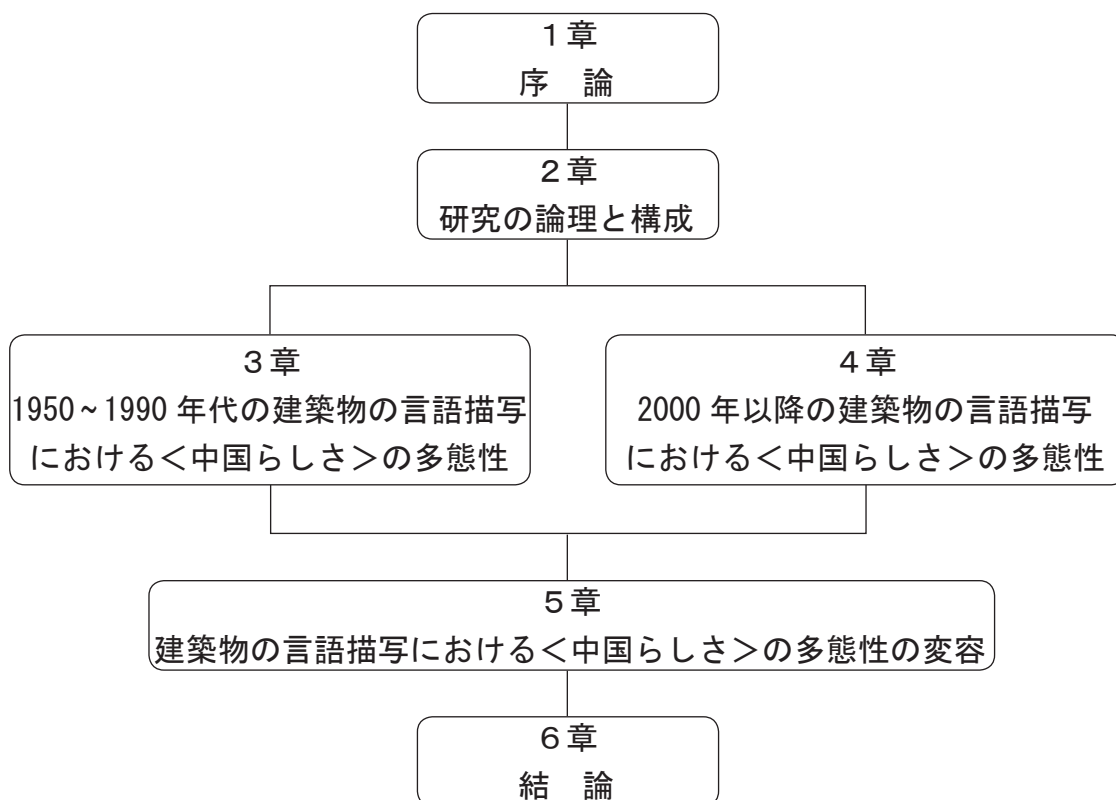 1章
序　論
2章
研究の論理と構成
3章
1950~1990 年代の建築物の言語描写
における<中国らしさ>の多態性
4章
2000 年以降の建築物の言語描写
における<中国らしさ>の多態性
5章
建築物の言語描写における<中国らしさ>の多態性の変容
6章
結　論